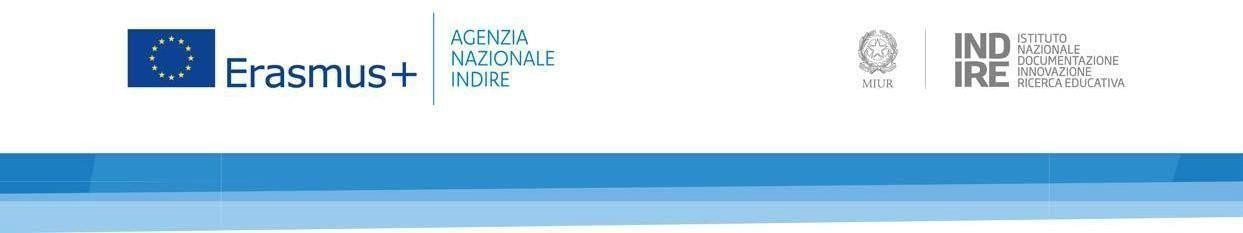 Erasmus+
AGENZIA
NAZIONALE
INDIRE
MIUR
IND
IRE
ISTITUTO
NAZIONALE
DOCUMENTAZIONE
INNOVAZIONE
RICERCA EDUCATIVA